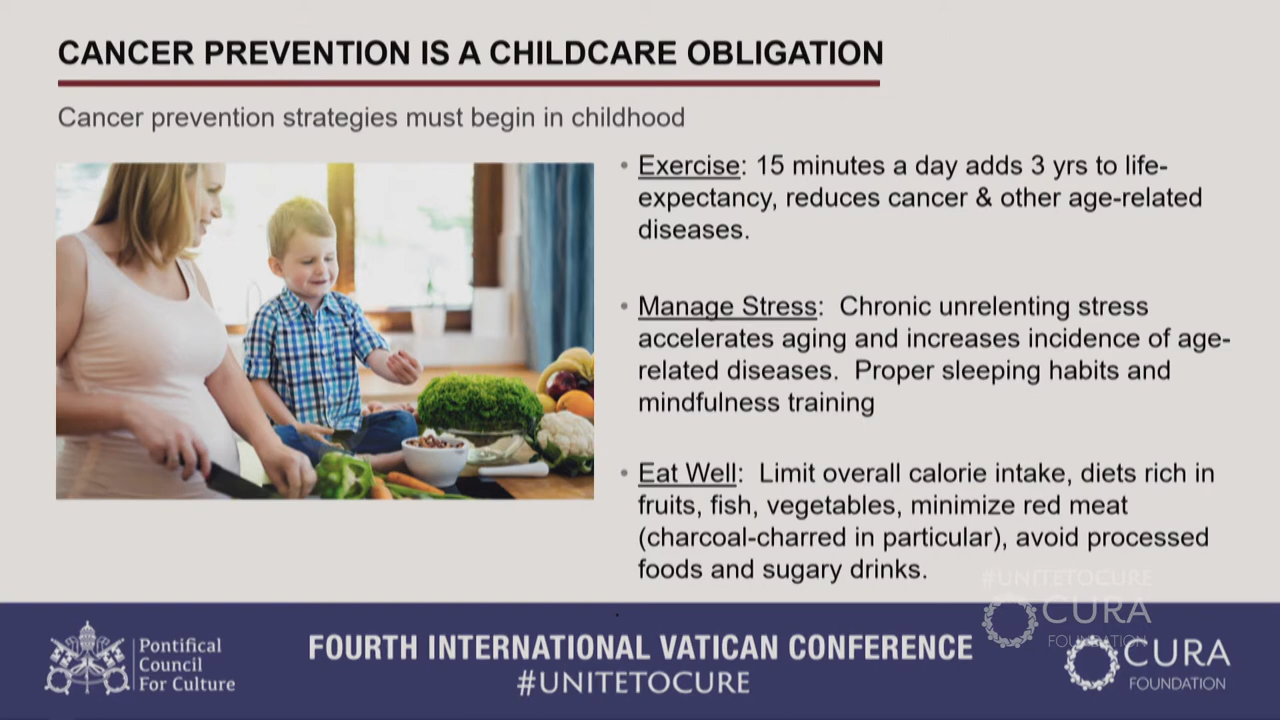 CANCER PREVENTION IS A CHILDCARE OBLIGATION
Cancer prevention strategies must begin in childhood
• Exercise: 15 minutes a day adds 3 yrs to life-
expectancy, reduces cancer & other age-related
diseases.
• Manage Stress: Chronic unrelenting stress
accelerates aging and increases incidence of age-
related diseases. Proper sleeping habits and
mindfulness training
• Eat Well: Limit overall calorie intake, diets rich in
fruits, fish, vegetables, minimize red meat
(charcoal-charred in particular), avoid processed
foods and sugary drinks.
#UNITETOCURE
CURA
FOUNDATION
Pontifical
Council
For Culture
FOURTH INTERNATIONAL VATICAN CONFERENCE
#UNITETOCURE
CURA
FOUNDATION